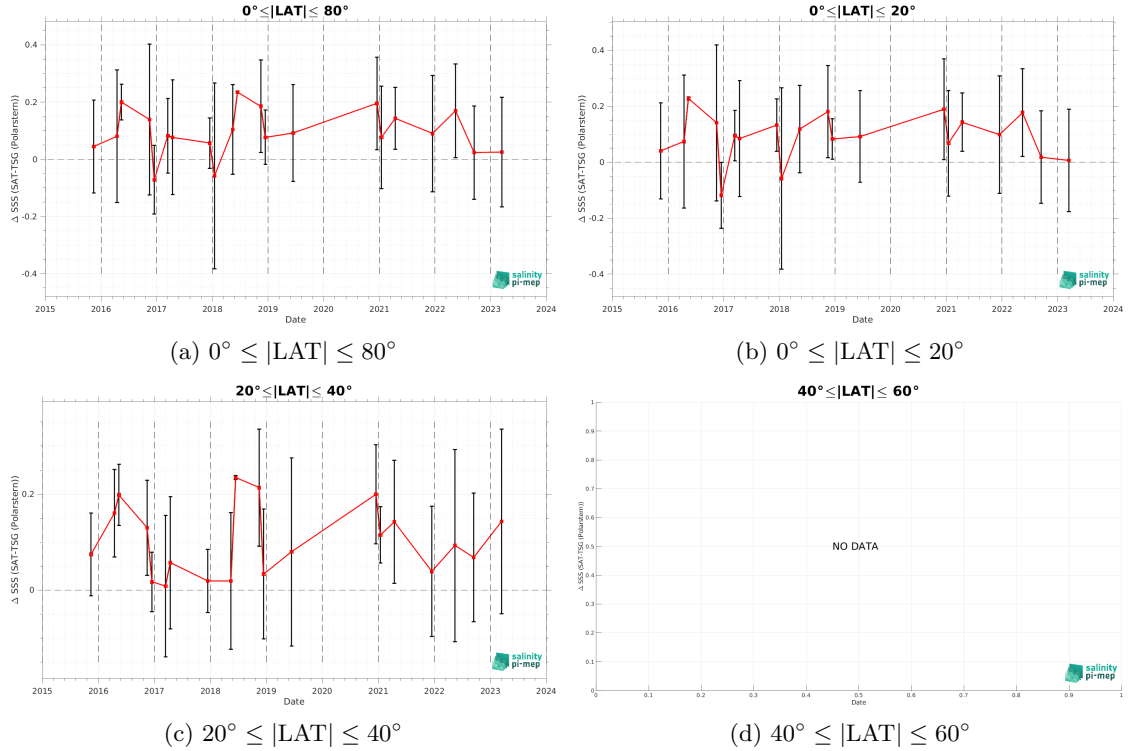 0°≤|LAT|≤ 80°
Δ SSS (SAT-TSG (Polarstern))
0.4
0.2
0
-0.2
-0.4
2015 2016 2017 2018 2019 2020 2021 2022 2023 2024
Date
salinity
pi-mep
(a) 0° ≤ |LAT| ≤ 80°
0°≤|LAT|≤ 20°
Δ SSS (SAT-TSG (Polarstern))
0.4
0.2
0
-0.2
-0.4
2015 2016 2017 2018 2019 2020 2021 2022 2023 2024
Date
salinity
pi-mep
(b) 0° ≤ |LAT| ≤ 20°
20°≤|LAT|≤ 40°
Δ SSS (SAT-TSG (Polarstern))
0.2
0
2015 2016 2017 2018 2019 2020 2021 2022 2023 2024
Date
salinity
pi-mep
(c) 20° ≤ |LAT| ≤ 40°
40°≤|LAT|≤ 60°
Δ SSS (SAT-TSG (Polarstern))
1
0.9
0.8
0.7
0.6
0.5
0.4
0.3
0.2
0.1
0
NO DATA
0 0.1 0.2 0.3 0.4 0.5 0.6 0.7 0.8 0.9 1
Date
salinity
pi-mep
(d) 40° ≤ |LAT| ≤ 60°